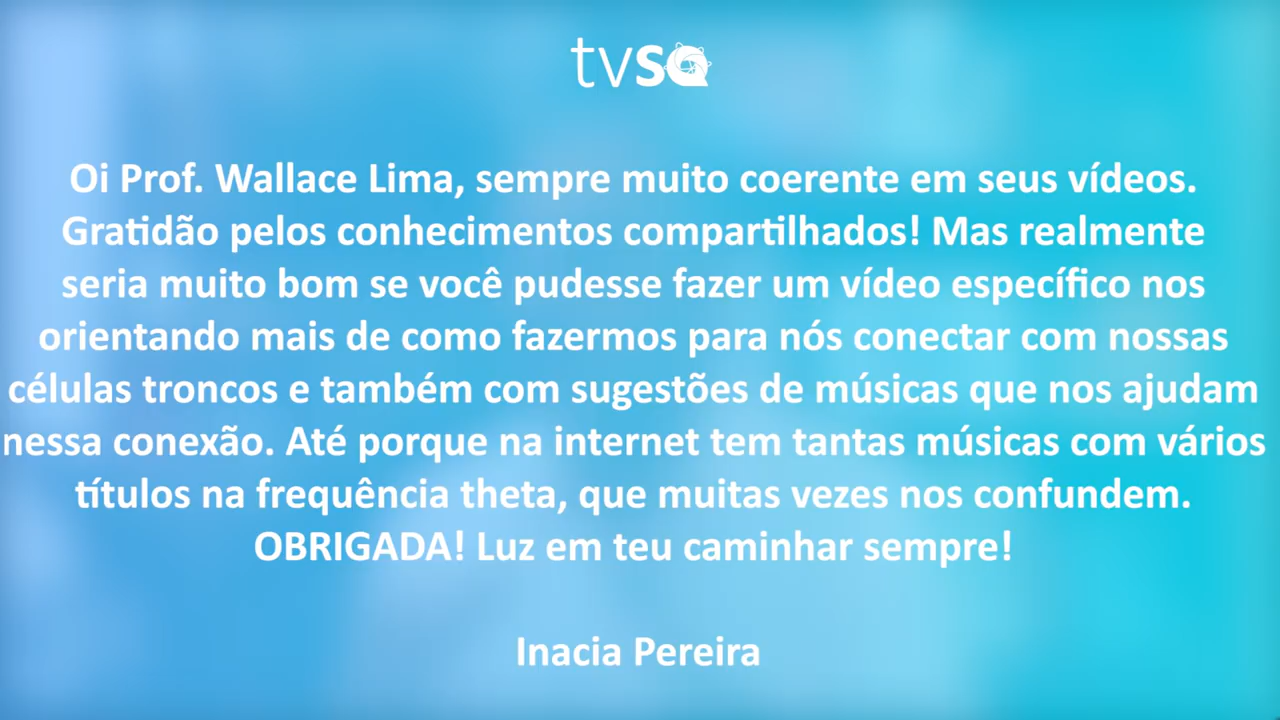 tvsQ
Oi Prof. Wallace Lima, sempre muito coerente em seus vídeos.
Gratidão pelos conhecimentos compartilhados! Mas realmente
seria muito bom se você pudesse fazer um vídeo específico nos
orientando mais de como fazermos para nós conectar com nossas
células troncos e também com sugestões de músicas que nos ajudam
nessa conexão. Até porque na internet tem tantas músicas com vários
títulos na frequência theta, que muitas vezes nos confundem.
OBRIGADA! Luz em teu caminhar sempre!
Inacia Pereira